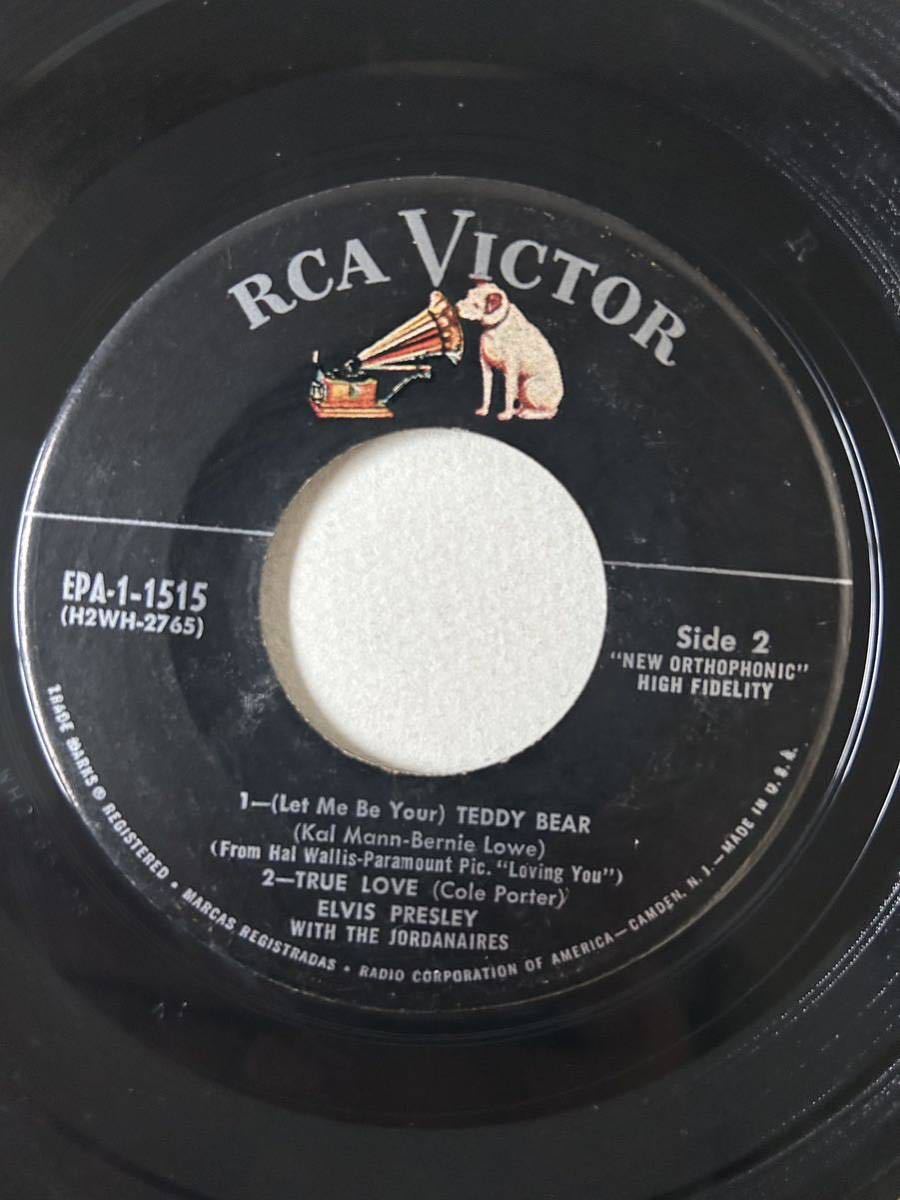 RCA VICTOR
EPA-1-1515
(H2WH-2765)
Side 2
"NEW ORTHOPHONIC"
HIGH FIDELITY
1—(Let Me Be Your) TEDDY BEAR
(Kal Mann-Bernie Lowe)
(From Hal Wallis-Paramount Pic. "Loving You")
2—TRUE LOVE (Cole Porter)
ELVIS PRESLEY
WITH THE JORDANAIRES
TRADE MARKS ® REGISTERED • MARCAS REGISTRADAS • RADIO CORPORATION OF AMERICA—CAMDEN, N. J.—MADE IN U.S.A.